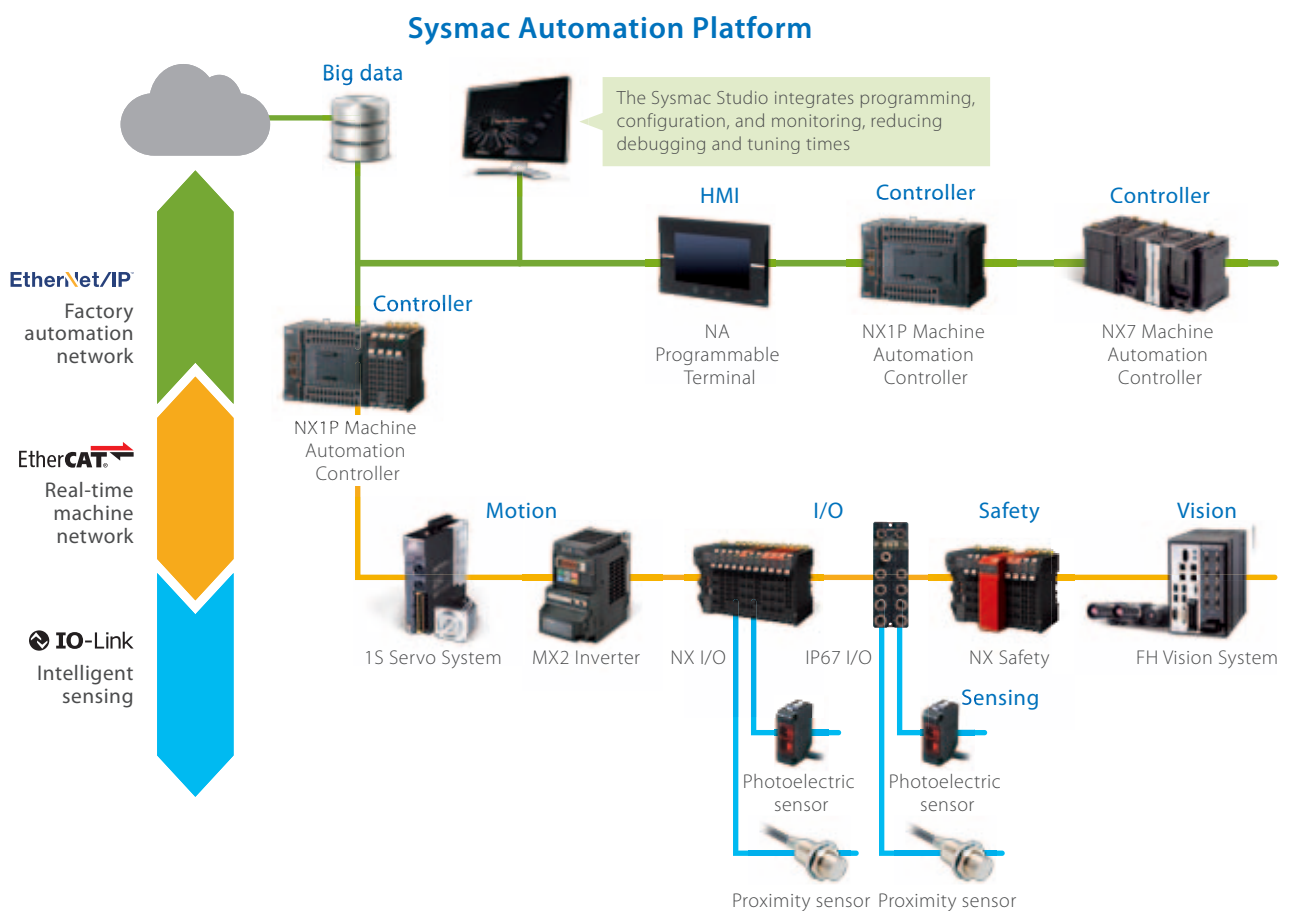 Sysmac Automation Platform
Big data
The Sysmac Studio integrates programming,
configuration, and monitoring, reducing
debugging and tuning times
HMI
Controller
Controller
EtherNet/IP
Factory
automation
network
Controller
NA
Programmable
Terminal
NX1P Machine
Automation
Controller
NX7 Machine
Automation
Controller
NX1P Machine
Automation
Controller
EtherCAT®
Real-time
machine
network
Motion
I/O
Safety
Vision
IO-Link
Intelligent
sensing
1S Servo System
MX2 Inverter
NX I/O
IP67 I/O
NX Safety
FH Vision System
Sensing
Photoelectric
sensor
Photoelectric
sensor
Proximity sensor
Proximity sensor